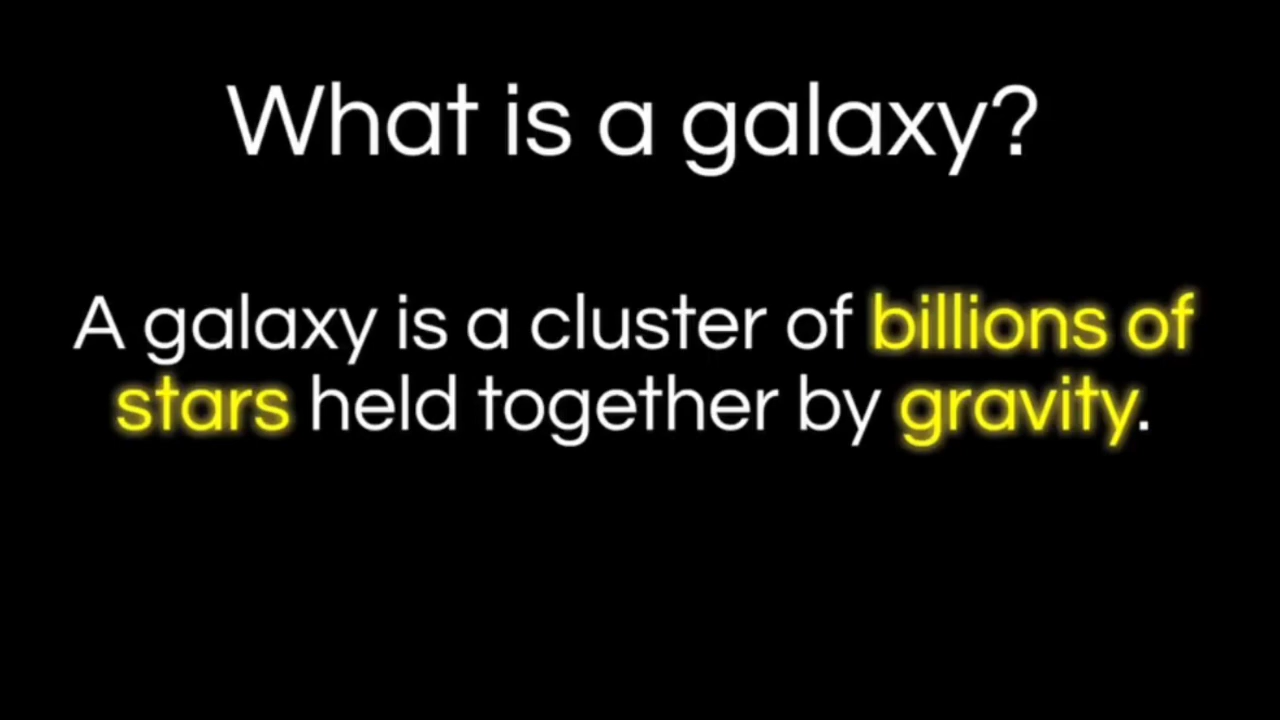 What is a galaxy?
A galaxy is a cluster of billions of
stars held together by gravity.